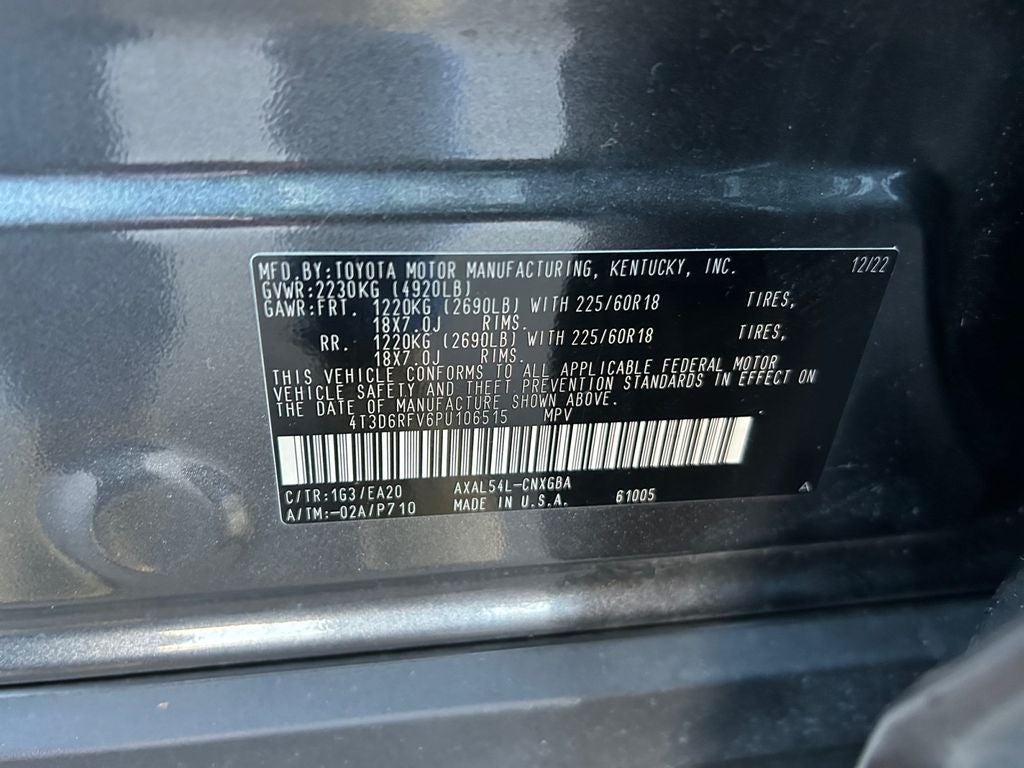 MFD.BY:TOYOTA MOTOR MANUFACTURING, KENTUCKY, INC. 12/22
GVWR:2230KG (4920LB)
GAWR:FRT. 1220KG (2690LB) WITH 225/60R18 TIRES,
18X7.0J RIMS.
RR. 1220KG (2690LB) WITH 225/60R18 TIRES,
18X7.0J RIMS.
THIS VEHICLE CONFORMS TO ALL APPLICABLE FEDERAL MOTOR
VEHICLE SAFETY AND THEFT PREVENTION STANDARDS IN EFFECT ON
THE DATE OF MANUFACTURE SHOWN ABOVE.
4T3D6RFV6PU106515 MPV
C/TR:1G3/EA20 AXAL54L-CNXGBA
A/TM:-02A/P710 MADE IN U.S.A. 61005